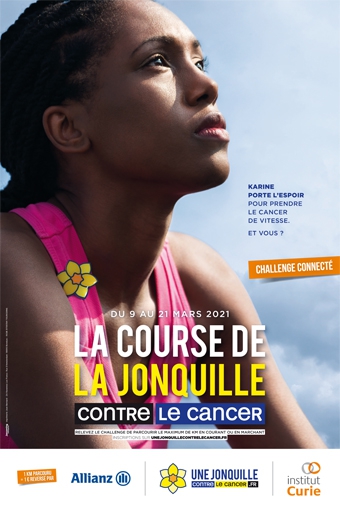 KARINE
PORTE L'ESPOIR
POUR PRENDRE
LE CANCER
DE VITESSE.
ET VOUS ?
CHALLENGE CONNECTÉ
DU 9 AU 21 MARS 2021
LA COURSE DE
LA JONQUILLE
CONTRE LE CANCER
RELEVEZ LE CHALLENGE DE PARCOURIR LE MAXIMUM DE KM EN COURANT OU EN MARCHANT
INSCRIPTIONS SUR UNEJONQUILLECONTRELECANCER.FR
1 KM PARCOURU
= 1 € REVERSÉ PAR
Allianz
UNE JONQUILLE
CONTRE LE CANCER .FR
institut
Curie